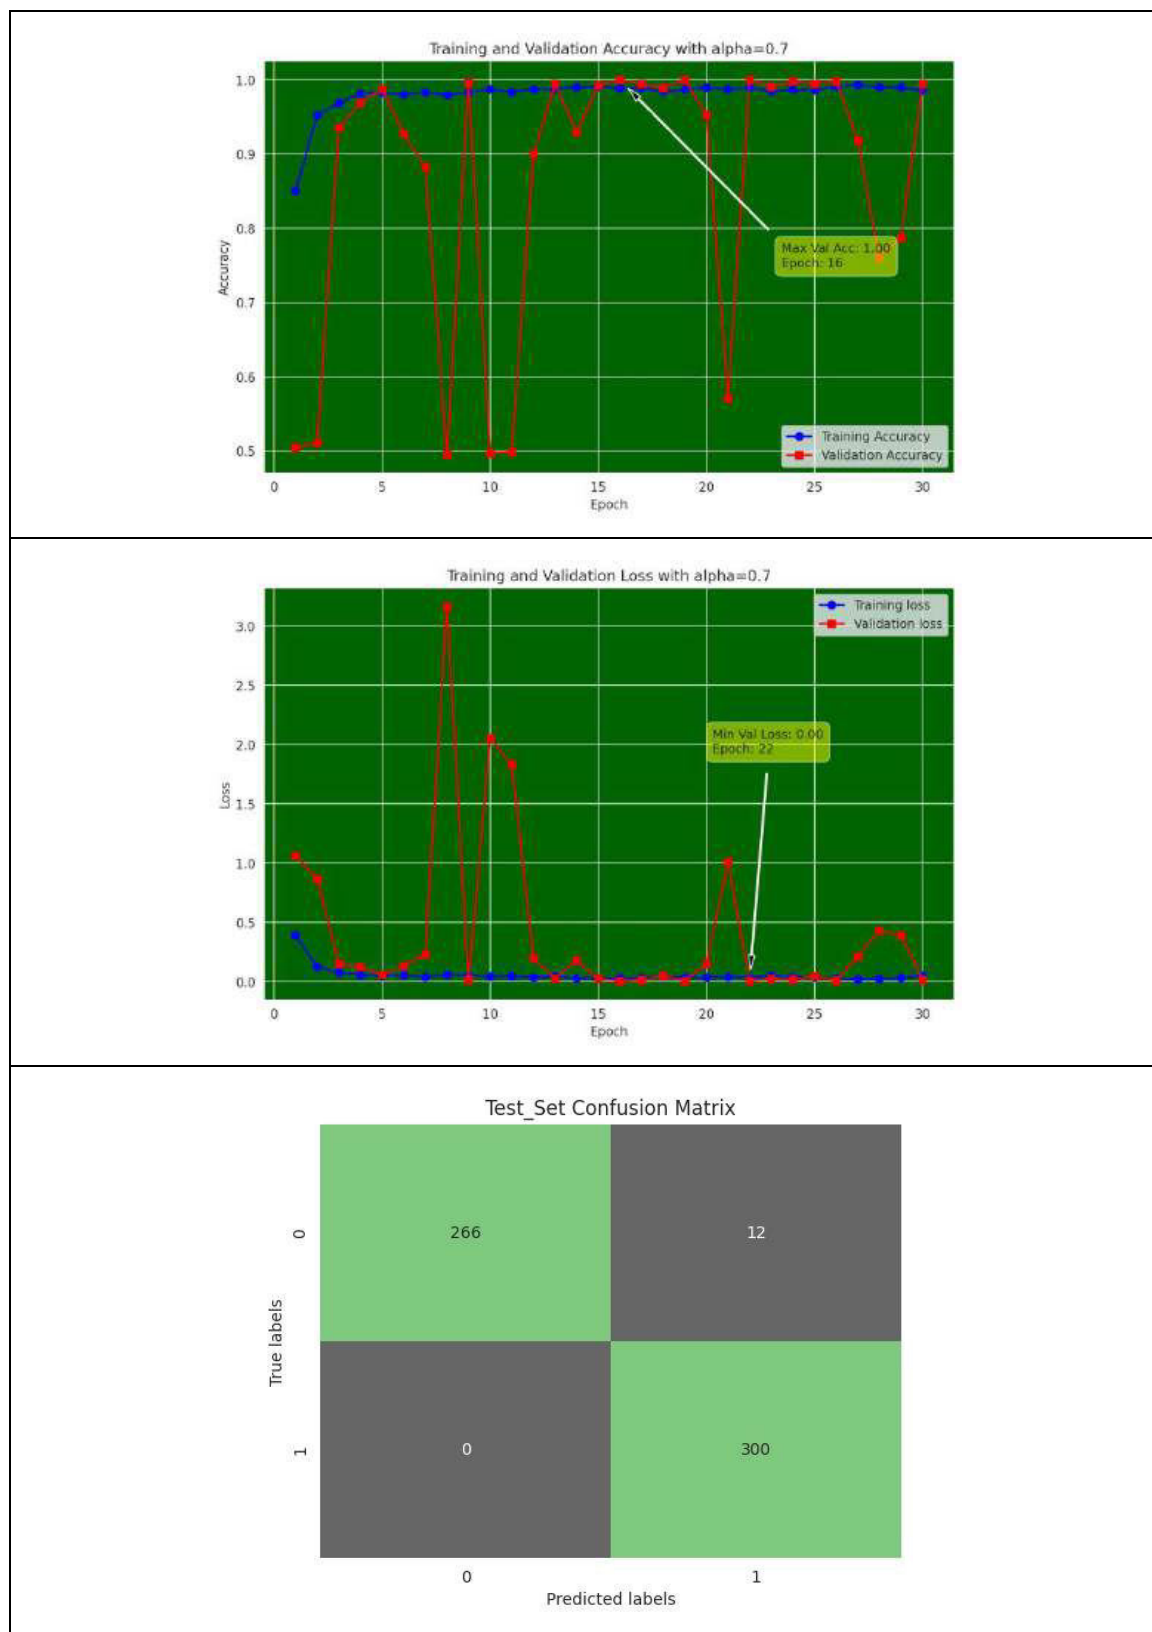 Training and Validation Accuracy with alpha=0.7
1.0
0.9
0.8
0.7
0.6
0.5
Accuracy
Max Val Acc: 1.00
Epoch: 16
Training Accuracy
Validation Accuracy
0 5 10 15 20 25 30
Epoch
Training and Validation Loss with alpha=0.7
Training loss
Validation loss
3.0
2.5
2.0
1.5
1.0
0.5
0.0
Loss
Min Val Loss: 0.00
Epoch: 22
0 5 10 15 20 25 30
Epoch
Test_Set Confusion Matrix
0
266 12
True labels
1
0 300
0 1
Predicted labels